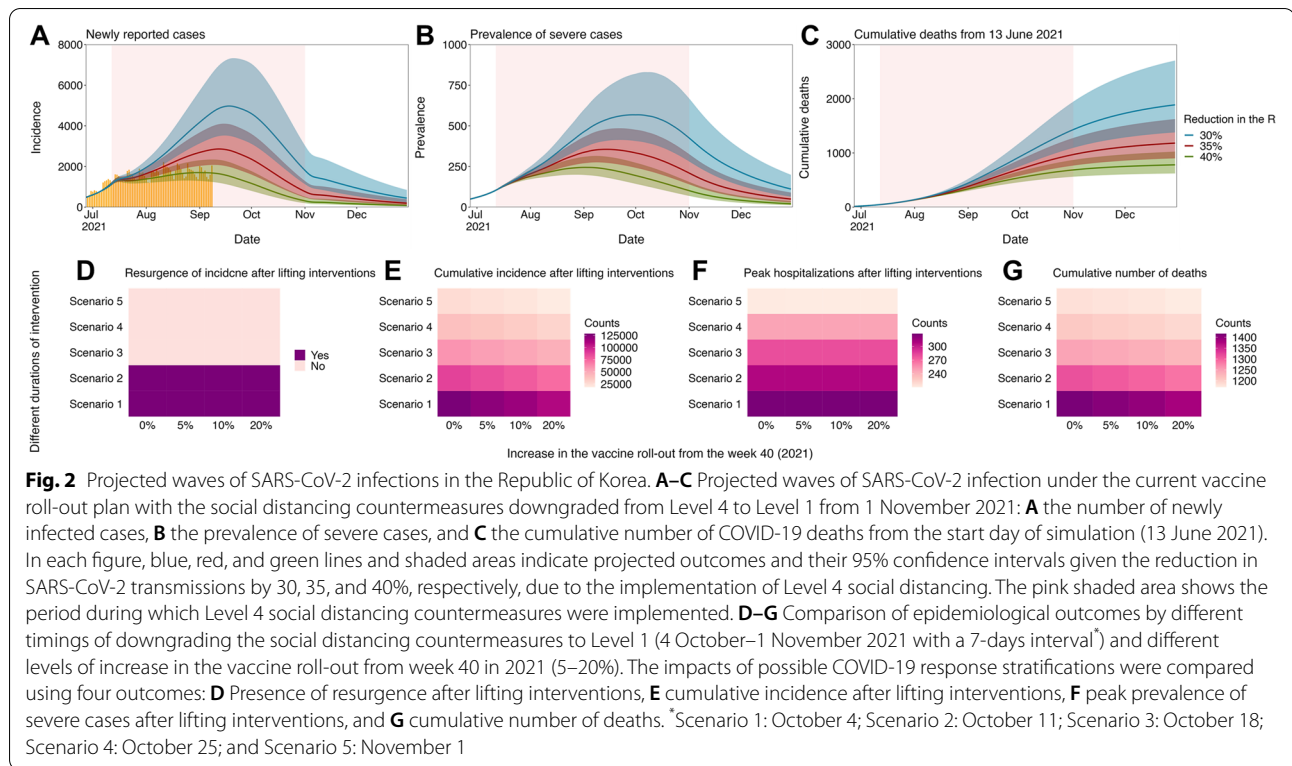 A Newly reported cases
8000
6000
4000
2000
0
Incidence
Jul
2021
Aug
Sep
Oct
Nov
Dec
Date
B Prevalence of severe cases
1000
750
500
250
0
Prevalence
Jul
2021
Aug
Sep
Oct
Nov
Dec
Date
C Cumulative deaths from 13 June 2021
3000
2000
1000
0
Cumulative deaths
Jul
2021
Aug
Sep
Oct
Nov
Dec
Date
Reduction in the R
30%
35%
40%
Different durations of intervention
D Resurgence of incidcne after lifting interventions
Scenario 5
Scenario 4
Scenario 3
Scenario 2
Scenario 1
0% 5% 10% 20%
Yes
No
E Cumulative incidence after lifting interventions
Scenario 5
Scenario 4
Scenario 3
Scenario 2
Scenario 1
0% 5% 10% 20%
Counts
125000
100000
75000
50000
25000
F Peak hospitalizations after lifting interventions
Scenario 5
Scenario 4
Scenario 3
Scenario 2
Scenario 1
0% 5% 10% 20%
Counts
300
270
240
G Cumulative number of deaths
Scenario 5
Scenario 4
Scenario 3
Scenario 2
Scenario 1
0% 5% 10% 20%
Counts
1400
1350
1300
1250
1200
Increase in the vaccine roll-out from the week 40 (2021)
Fig. 2 Projected waves of SARS-CoV-2 infections in the Republic of Korea. A–C Projected waves of SARS-CoV-2 infection under the current vaccine
roll-out plan with the social distancing countermeasures downgraded from Level 4 to Level 1 from 1 November 2021: A the number of newly
infected cases, B the prevalence of severe cases, and C the cumulative number of COVID-19 deaths from the start day of simulation (13 June 2021).
In each figure, blue, red, and green lines and shaded areas indicate projected outcomes and their 95% confidence intervals given the reduction in
SARS-CoV-2 transmissions by 30, 35, and 40%, respectively, due to the implementation of Level 4 social distancing. The pink shaded area shows the
period during which Level 4 social distancing countermeasures were implemented. D–G Comparison of epidemiological outcomes by different
timings of downgrading the social distancing countermeasures to Level 1 (4 October–1 November 2021 with a 7-days interval*) and different
levels of increase in the vaccine roll-out from week 40 in 2021 (5–20%). The impacts of possible COVID-19 response stratifications were compared
using four outcomes: D Presence of resurgence after lifting interventions, E cumulative incidence after lifting interventions, F peak prevalence of
severe cases after lifting interventions, and G cumulative number of deaths. *Scenario 1: October 4; Scenario 2: October 11; Scenario 3: October 18;
Scenario 4: October 25; and Scenario 5: November 1